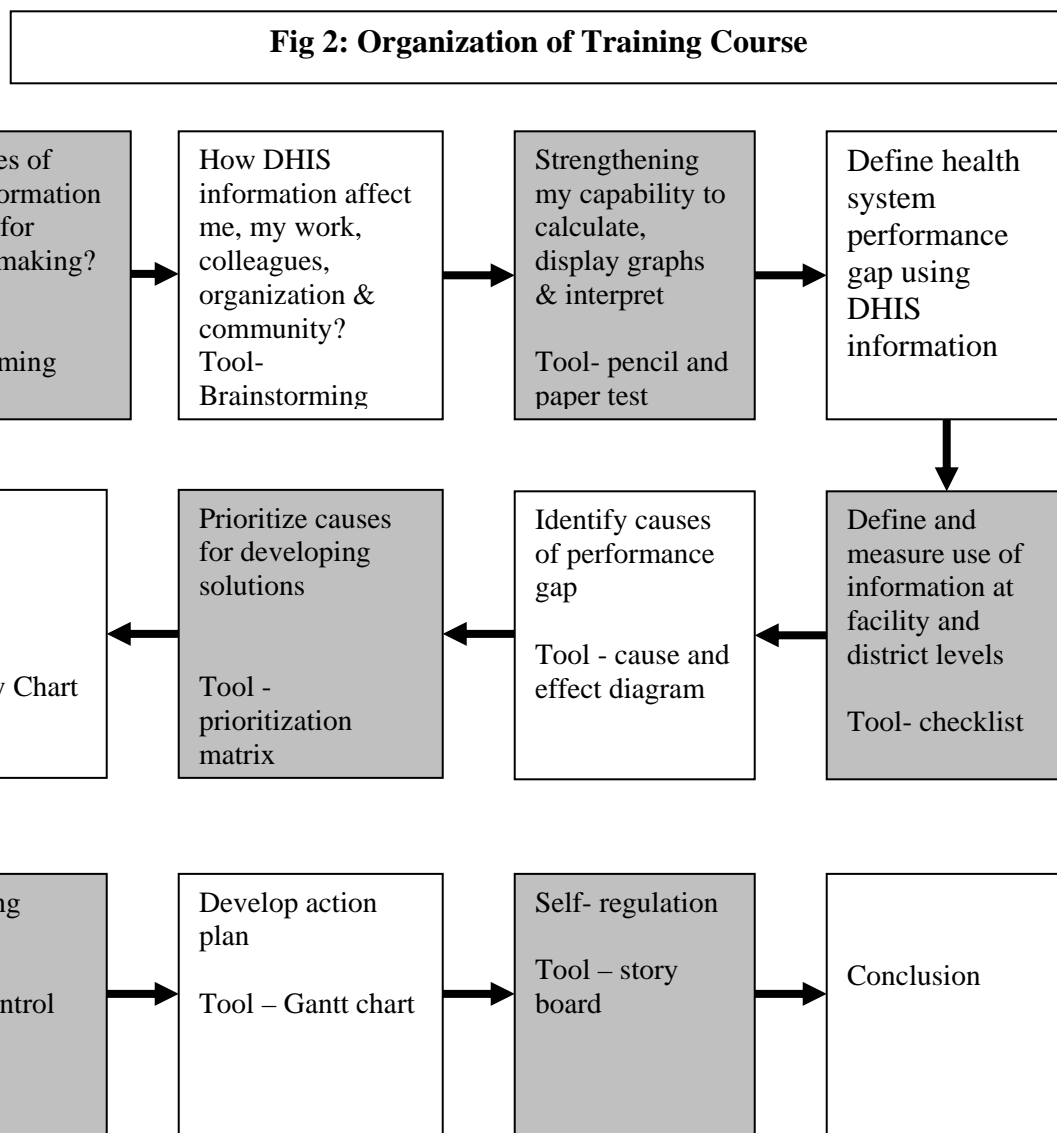 Fig 2: Organization of Training Course
es of
ormation
for
making?
ming
How DHIS
information affect
me, my work,
colleagues,
organization &
community?
Tool-
Brainstorming
Strengthening
my capability to
calculate,
display graphs
& interpret
Tool- pencil and
paper test
Define health
system
performance
gap using
DHIS
information
Chart
Prioritize causes
for developing
solutions
Tool -
prioritization
matrix
Identify causes
of performance
gap
Tool - cause and
effect diagram
Define and
measure use of
information at
facility and
district levels
Tool- checklist
ng
ntrol
Develop action
plan
Tool – Gantt chart
Self- regulation
Tool – story
board
Conclusion